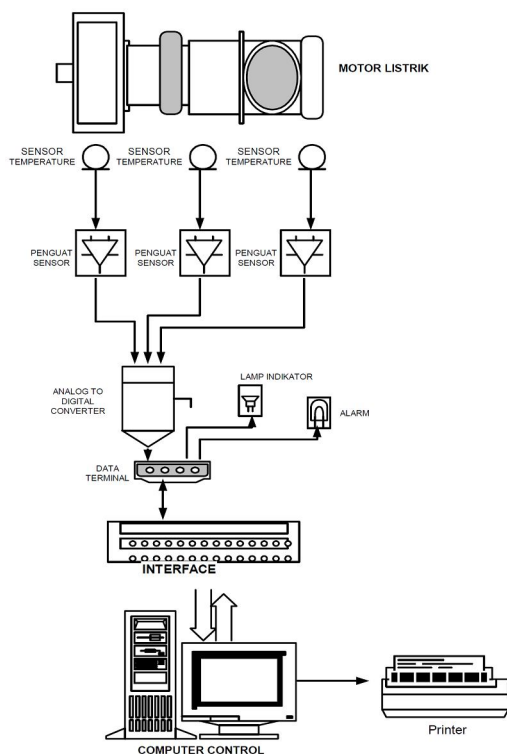 MOTOR LISTRIK
SENSOR
TEMPERATURE
SENSOR
TEMPERATURE
SENSOR
TEMPERATURE
PENGUAT
SENSOR
PENGUAT
SENSOR
PENGUAT
SENSOR
LAMP INDIKATOR
ANALOG TO
DIGITAL
CONVERTER
ALARM
DATA
TERMINAL
INTERFACE
COMPUTER CONTROL
Printer